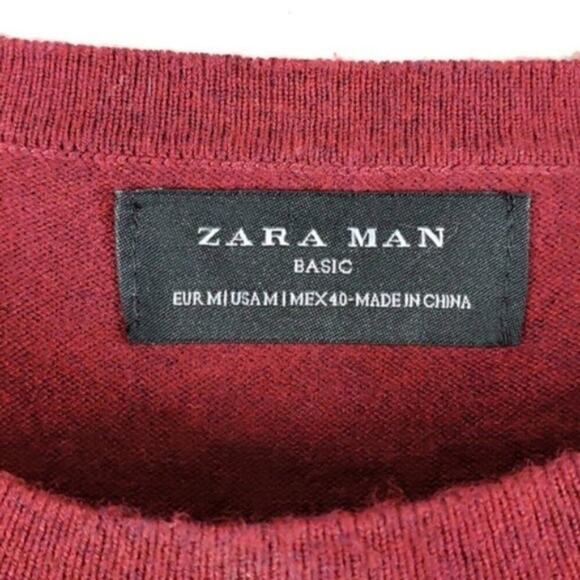 ZARA MAN
BASIC
EUR M | USA M | MEX 40-MADE IN CHINA